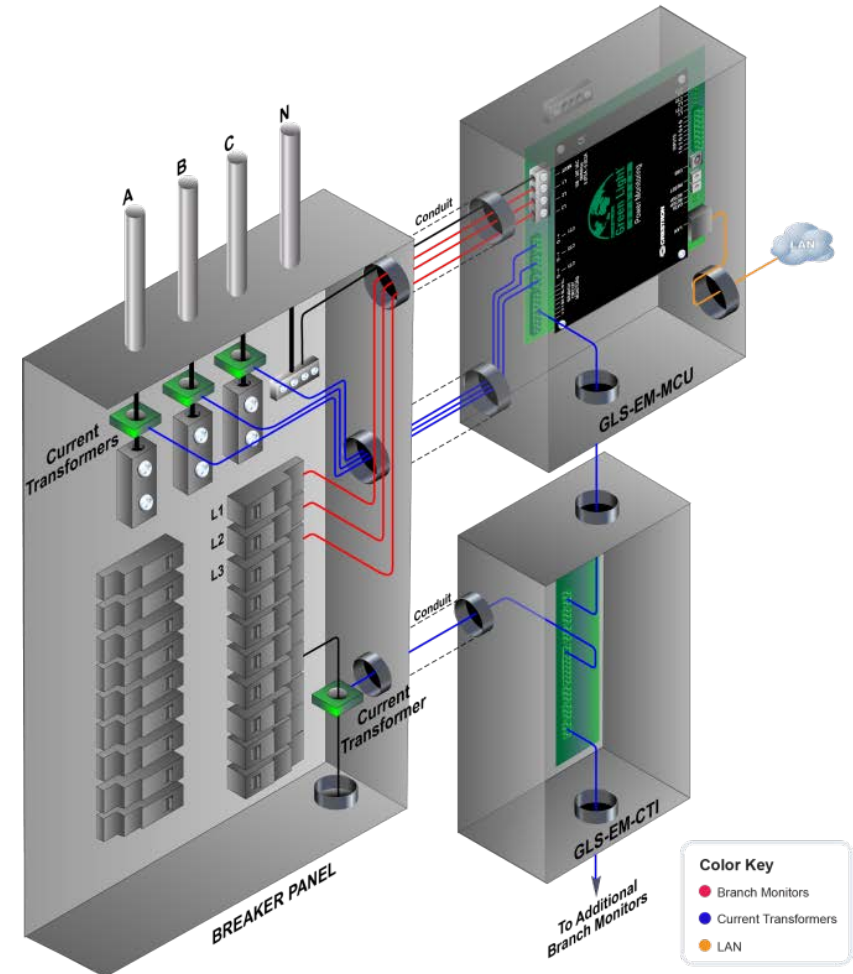 A
B
C
N
Conduit
Green Light
Power Monitoring
CRESTRON
LAN
LAN
GLS-EM-MCU
Current
Transformers
L1
L2
L3
Conduit
Current
Transformer
GLS-EM-CTI
BREAKER PANEL
To Additional
Branch Monitors
Color Key
Branch Monitors
Current Transformers
LAN